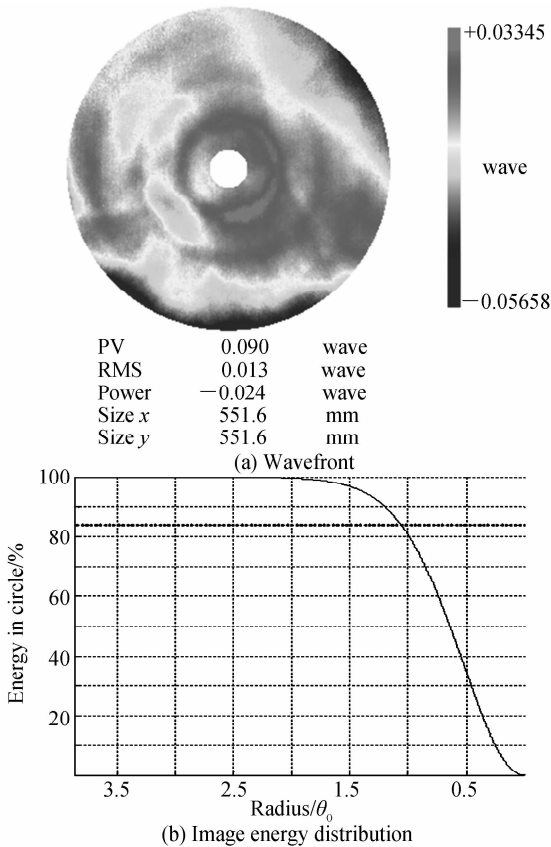 +0.03345
wave
−0.05658
PV 0.090 wave
RMS 0.013 wave
Power −0.024 wave
Size x 551.6 mm
Size y 551.6 mm
(a) Wavefront
100
80
60
40
20
Energy in circle/%
3.5 2.5 1.5 0.5
Radius/θ₀
(b) Image energy distribution